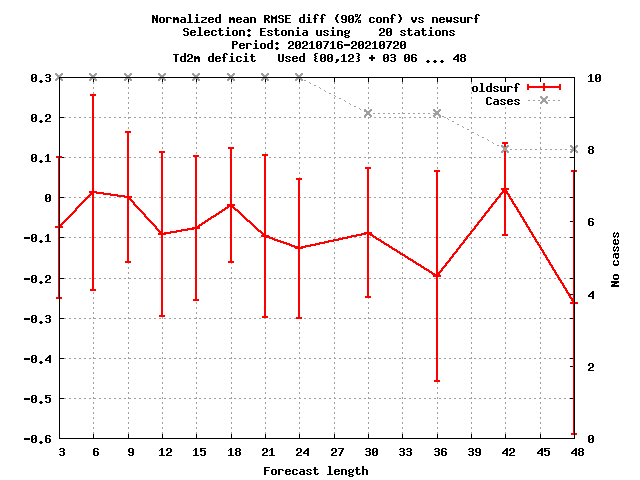 Normalized mean RMSE diff (90% conf) vs newsurf
Selection: Estonia using    20 stations
Period: 20210716-20210720
Td2m deficit   Used {00,12} + 03 06 ... 48
oldsurf
Cases
0.3
0.2
0.1
0
-0.1
-0.2
-0.3
-0.4
-0.5
-0.6
10
8
6
4
2
0
No cases
3 6 9 12 15 18 21 24 27 30 33 36 39 42 45 48
Forecast length